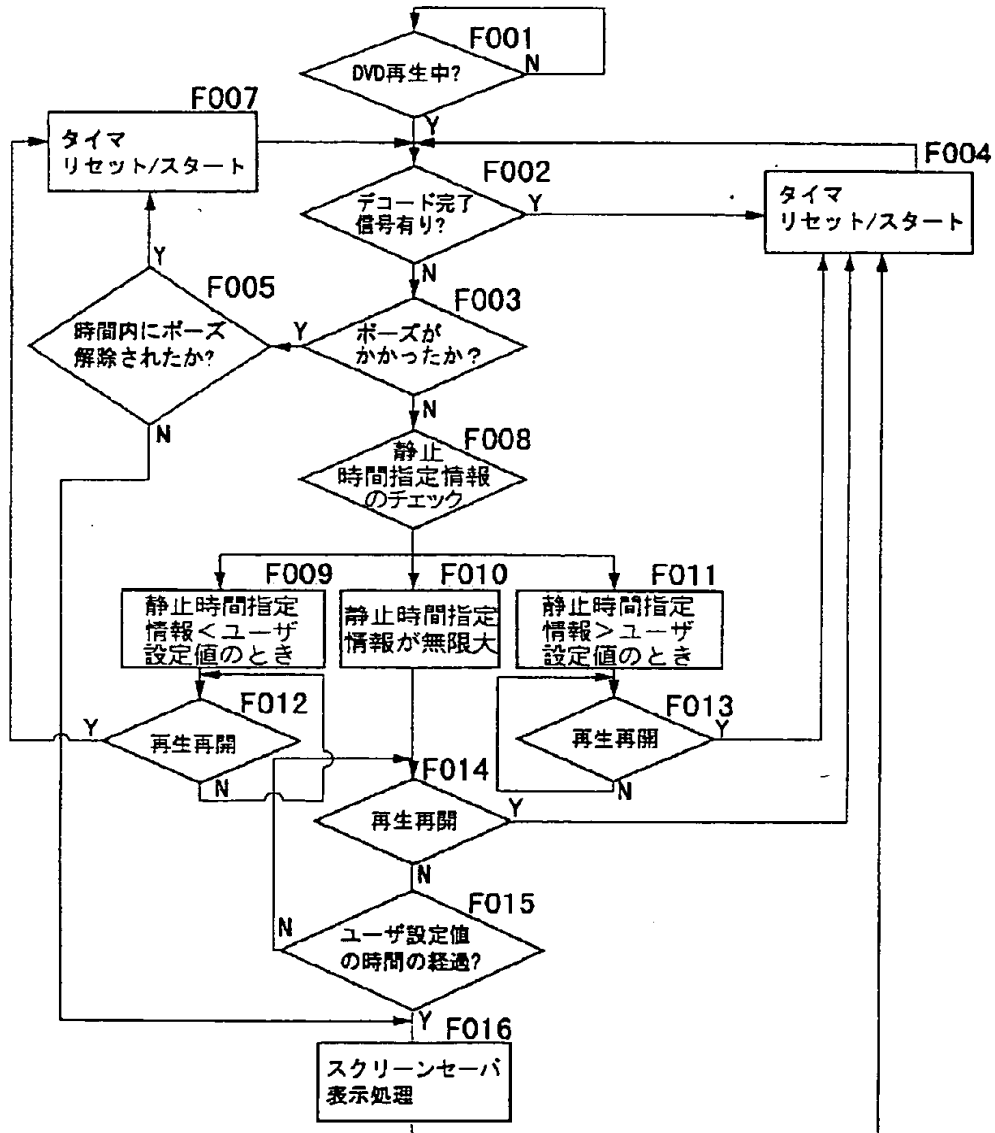 F001
DVD再生中?
N
Y
F007
タイマ
リセット/スタート
F002
デコード完了
信号有り?
Y
N
F004
タイマ
リセット/スタート
Y
F005
時間内にポーズ
解除されたか?
N
F003
Y
ポーズが
かかったか?
N
F008
静止
時間指定情報
のチェック
F009
静止時間指定
情報<ユーザ
設定値のとき
F010
静止時間指定
情報が無限大
F011
静止時間指定
情報>ユーザ
設定値のとき
F012
Y
再生再開
N
F013
Y
再生再開
N
F014
Y
再生再開
N
F015
N
ユーザ設定値
の時間の経過?
Y
F016
スクリーンセーバ
表示処理